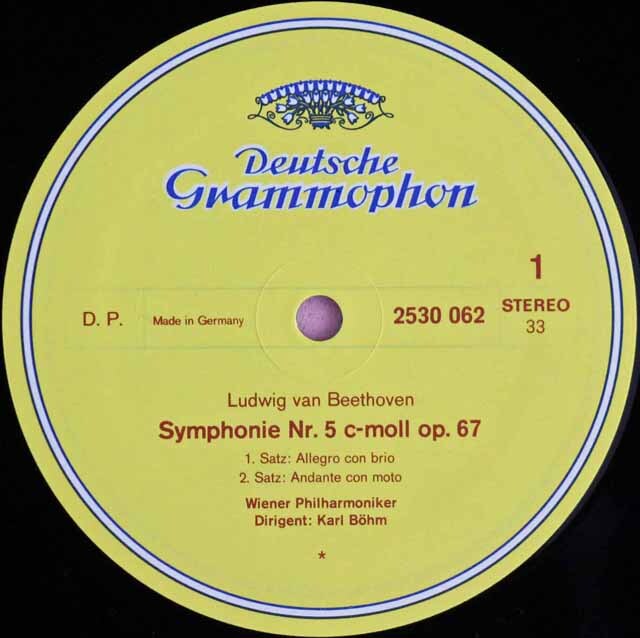 Deutsche
Grammophon
1
STEREO
33
D. P. Made in Germany 2530 062
Ludwig van Beethoven
Symphonie Nr. 5 c-moll op. 67
1. Satz: Allegro con brio
2. Satz: Andante con moto
Wiener Philharmoniker
Dirigent: Karl Böhm
*